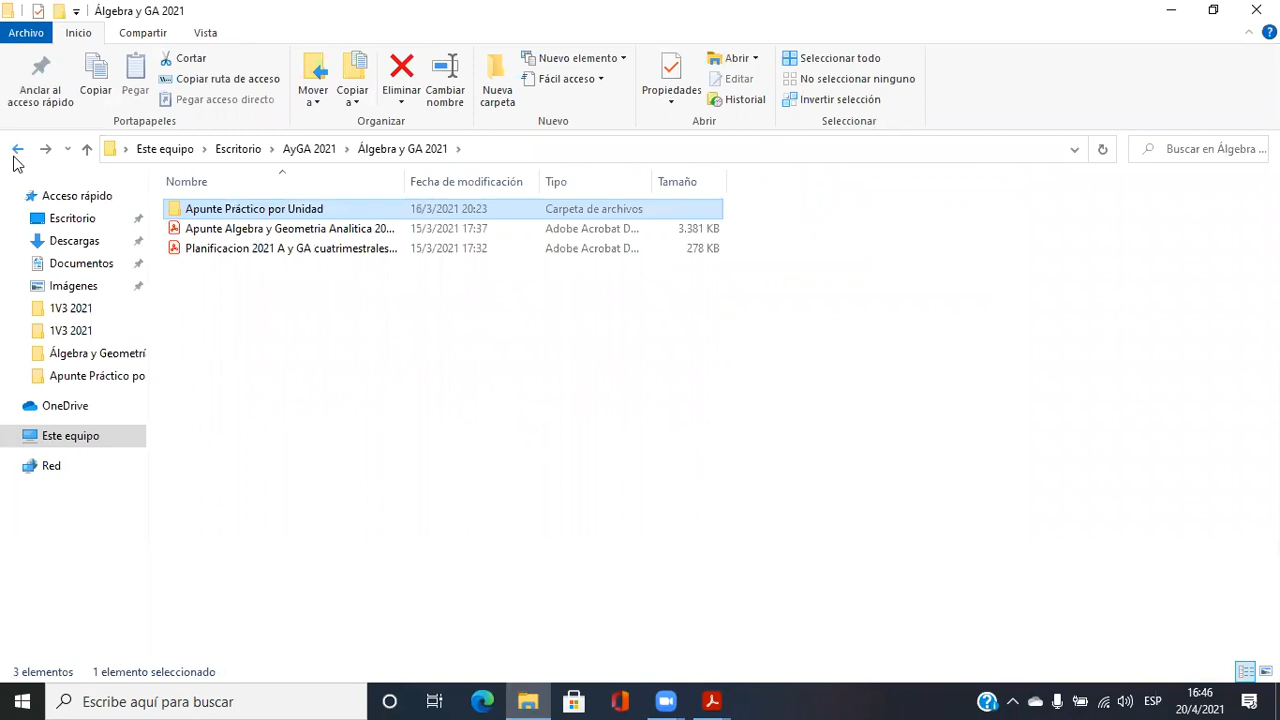 Álgebra y GA 2021
Archivo
Inicio
Compartir
Vista
Anclar al acceso rápido
Copiar
Pegar
Cortar
Copiar ruta de acceso
Pegar acceso directo
Portapapeles
Mover a
Copiar a
Eliminar
Cambiar nombre
Organizar
Nueva carpeta
Nuevo elemento
Fácil acceso
Nuevo
Propiedades
Abrir
Editar
Historial
Abrir
Seleccionar todo
No seleccionar ninguno
Invertir selección
Seleccionar
Este equipo > Escritorio > AyGA 2021 > Álgebra y GA 2021 >
Buscar en Álgebra ...
Nombre Fecha de modificación Tipo Tamaño
Apunte Práctico por Unidad 16/3/2021 20:23 Carpeta de archivos
Apunte Algebra y Geometria Analitica 20... 15/3/2021 17:37 Adobe Acrobat D... 3.381 KB
Planificacion 2021 A y GA cuatrimestrales... 15/3/2021 17:32 Adobe Acrobat D... 278 KB
Acceso rápido
Escritorio
Descargas
Documentos
Imágenes
1V3 2021
1V3 2021
Álgebra y Geometrí
Apunte Práctico po
OneDrive
Este equipo
Red
3 elementos 1 elemento seleccionado
Escribe aquí para buscar
ESP
16:46
20/4/2021